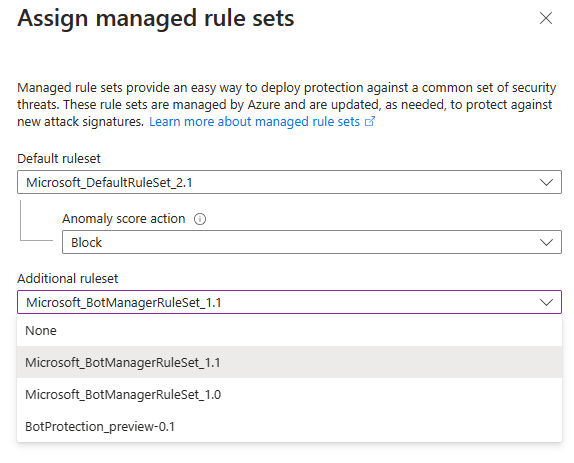 Assign managed rule sets
Managed rule sets provide an easy way to deploy protection against a common set of security
threats. These rule sets are managed by Azure and are updated, as needed, to protect against
new attack signatures. Learn more about managed rule sets
Default ruleset
Microsoft_DefaultRuleSet_2.1
Anomaly score action
Block
Additional ruleset
Microsoft_BotManagerRuleSet_1.1
None
Microsoft_BotManagerRuleSet_1.1
Microsoft_BotManagerRuleSet_1.0
BotProtection_preview-0.1